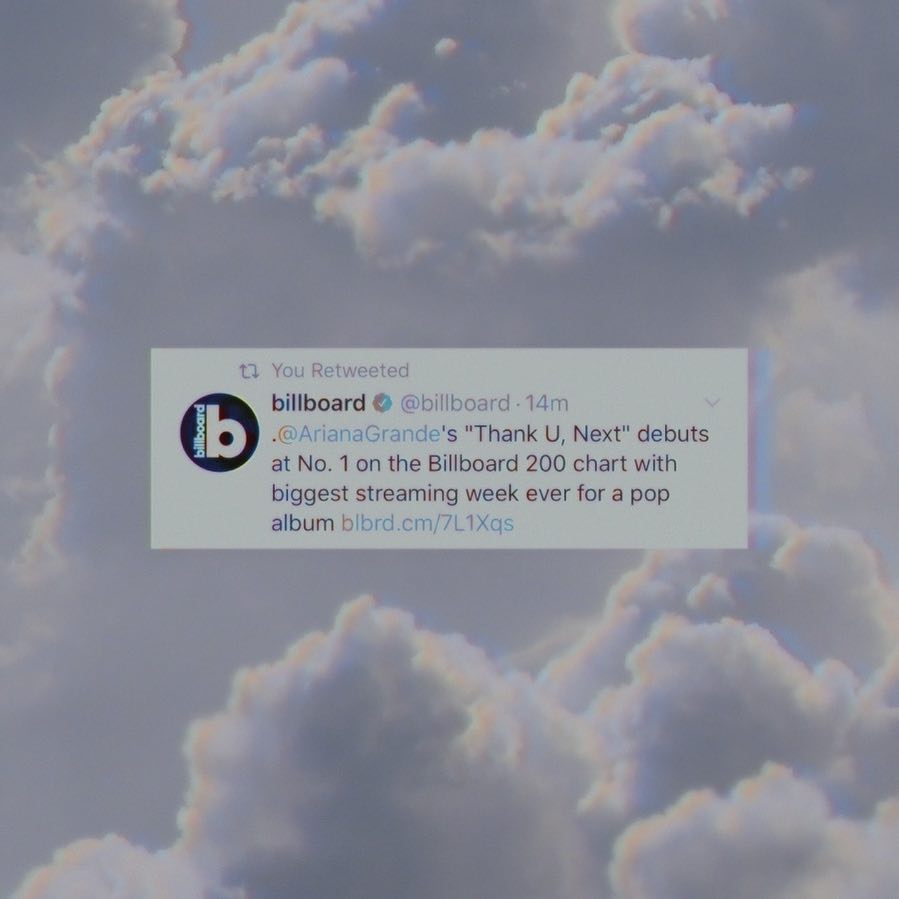 You Retweeted
billboard @billboard · 14m
.@ArianaGrande's "Thank U, Next" debuts
at No. 1 on the Billboard 200 chart with
biggest streaming week ever for a pop
album blbrd.cm/7L1Xqs
billboard
b